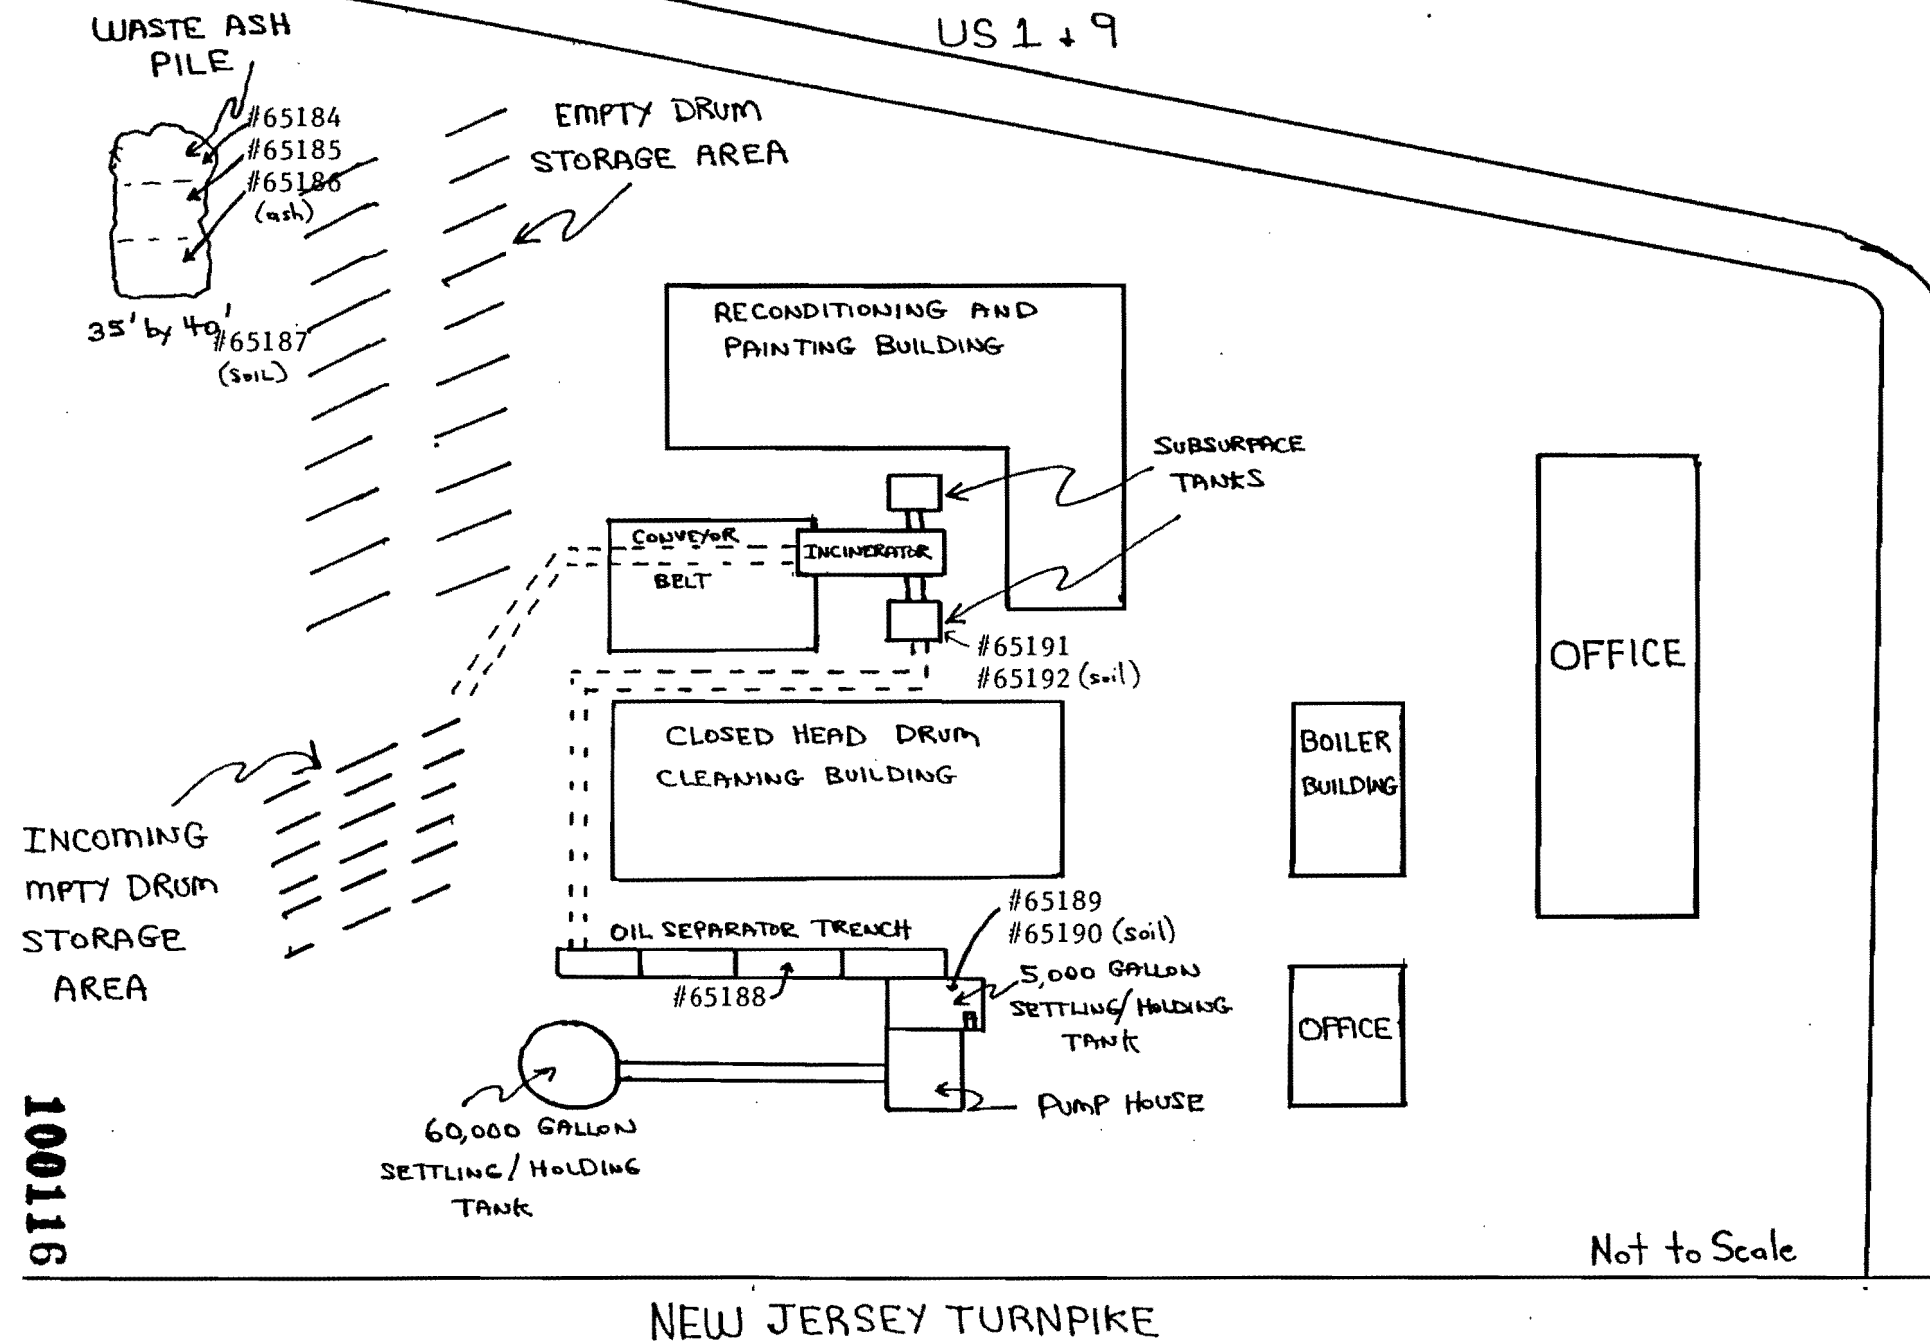 US 1 + 9
WASTE ASH
PILE
#65184
#65185
#65186
(ash)
35' by 40'
#65187
(SOIL)
EMPTY DRUM
STORAGE AREA
RECONDITIONING AND
PAINTING BUILDING
SUBSURFACE
TANKS
CONVEYOR
BELT
INCINERATOR
#65191
#65192 (soil)
OFFICE
CLOSED HEAD DRUM
CLEANING BUILDING
BOILER
BUILDING
INCOMING
MPTY DRUM
STORAGE
AREA
#65189
#65190 (soil)
OIL SEPARATOR TRENCH
#65188
5,000 GALLON
SETTLING/HOLDING
TANK
OFFICE
PUMP HOUSE
60,000 GALLON
SETTLING/HOLDING
TANK
100116
Not to Scale
NEW JERSEY TURNPIKE